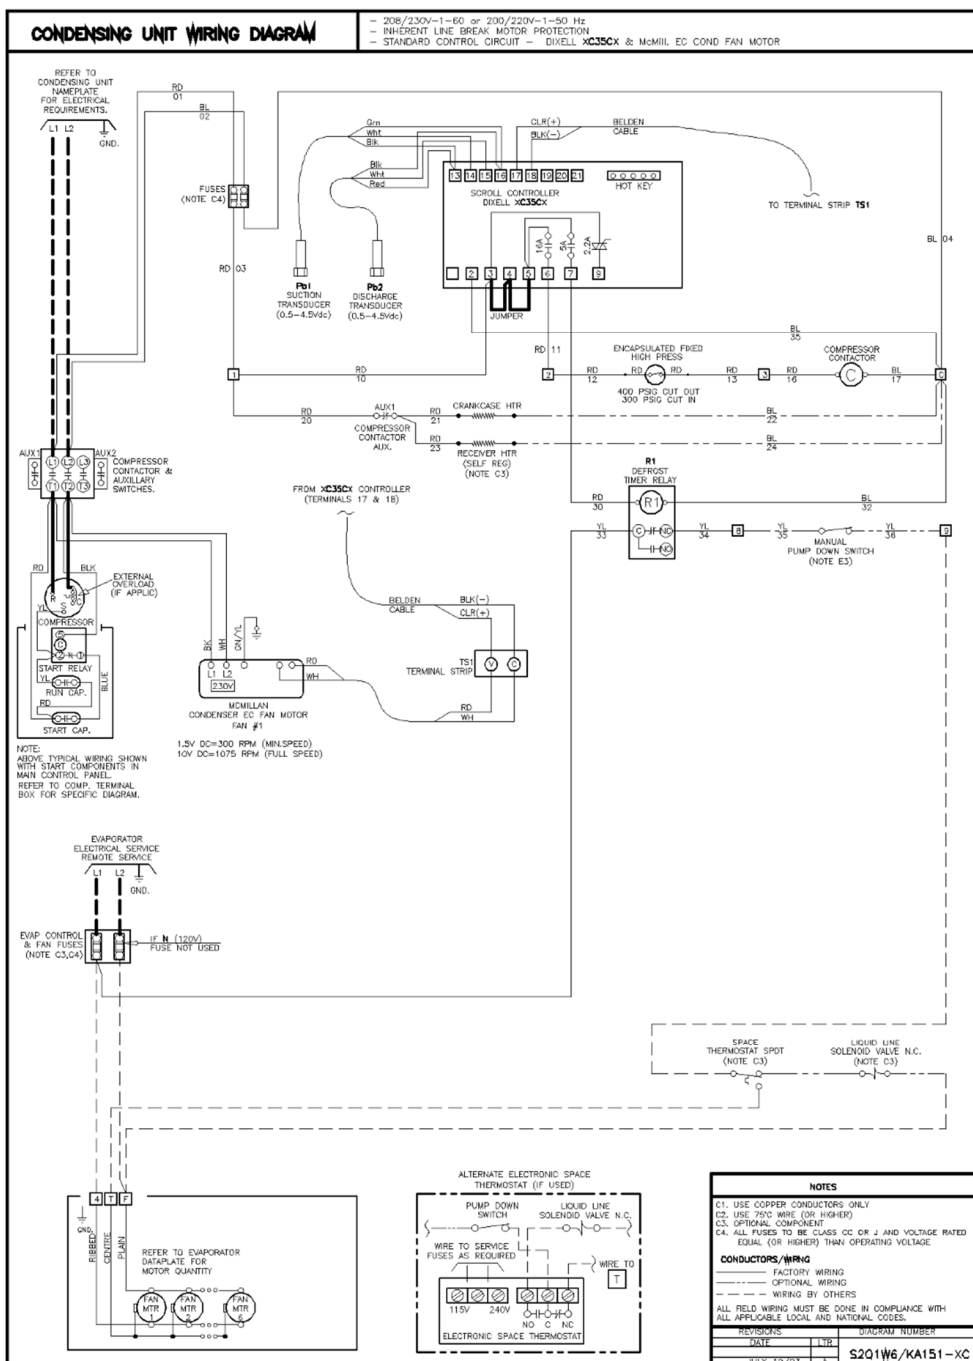 CONDENSING UNIT WIRING DIAGRAM
- 208/230V-1-60 or 200/220V-1-50 Hz
- INHERENT LINE BREAK MOTOR PROTECTION
- STANDARD CONTROL CIRCUIT - DIXELL XC35CX & McMill. EC COND FAN MOTOR
REFER TO
CONDENSING UNIT
NAMEPLATE
FOR ELECTRICAL
REQUIREMENTS.
L1 L2
GND.
RD
01
BL
02
FUSES
(NOTE C4)
RD 03
Grn
Wht
Blk
Blk
Wht
Red
CLR(+)
BLK(-)
BELDEN
CABLE
TO TERMINAL STRIP TS1
13 14 15 16 17 18 19 20 21
HOT KEY
SCROLL CONTROLLER
DIXELL XC35CX
16A
5A
2.2A
2 3 4 5 6 7 9
JUMPER
Pb1
SUCTION
TRANSDUCER
(0.5-4.5Vdc)
Pb2
DISCHARGE
TRANSDUCER
(0.5-4.5Vdc)
BL 04
BL
35
RD 11
1
RD
10
2
RD
12
ENCAPSULATED FIXED
HIGH PRESS
RD RD
400 PSIG CUT OUT
300 PSIG CUT IN
RD
13
3
RD
16
COMPRESSOR
CONTACTOR
C
BL
17
RD
20
AUX1
COMPRESSOR
CONTACTOR
AUX.
RD
21
CRANKCASE HTR
BL
22
RD
23
RECEIVER HTR
(SELF REG)
(NOTE C3)
BL
24
AUX1
L1 L2 L3
AUX2
T1 T2 T3
COMPRESSOR
CONTACTOR &
AUXILLARY
SWITCHES.
FROM XC35CX CONTROLLER
(TERMINALS 17 & 18)
R1
DEFROST
TIMER RELAY
RD
30
R1
BL
32
YL
33
C NC
NO
YL
34
8
YL
35
MANUAL
PUMP DOWN SWITCH
(NOTE E3)
YL
36
9
RD
BLK
EXTERNAL
OVERLOAD
(IF APPLIC)
R S C
YL
COMPRESSOR
START RELAY
YL
RUN CAP.
RD
BLUE
START CAP.
BELDEN
CABLE
BLK(-)
CLR(+)
TS1
TERMINAL
STRIP
V C
RD
WH
BK
WH
GN/YL
L1 L2
230V
RD
WH
MCMILLAN
CONDENSER EC FAN MOTOR
FAN #1
1.5V DC=300 RPM (MIN.SPEED)
10V DC=1075 RPM (FULL SPEED)
NOTE:
ABOVE TYPICAL WIRING SHOWN
WITH START COMPONENTS IN
MAIN CONTROL PANEL.
REFER TO COMP. TERMINAL
BOX FOR SPECIFIC DIAGRAM.
EVAPORATOR
ELECTRICAL SERVICE
REMOTE SERVICE
L1 L2
GND.
EVAP CONTROL
& FAN FUSES
(NOTE C3,C4)
IF N (120V)
FUSE NOT USED
SPACE
THERMOSTAT SPDT
(NOTE C3)
LIQUID LINE
SOLENOID VALVE N.C.
(NOTE C3)
4 T F
GND.
RIBBED
PLAIN
REFER TO EVAPORATOR
DATAPLATE FOR
MOTOR QUANTITY
FAN
MTR
1
FAN
MTR
2
FAN
MTR
6
ALTERNATE ELECTRONIC SPACE
THERMOSTAT (IF USED)
PUMP DOWN
SWITCH
LIQUID LINE
SOLENOID VALVE N.C.
WIRE TO SERVICE
FUSES AS REQUIRED
WIRE TO
T
115V 240V
NO C NC
ELECTRONIC SPACE THERMOSTAT
NOTES
C1. USE COPPER CONDUCTORS ONLY
C2. USE 75°C WIRE (OR HIGHER)
C3. OPTIONAL COMPONENT
C4. ALL FUSES TO BE CLASS CC OR J AND VOLTAGE RATED
EQUAL (OR HIGHER) THAN OPERATING VOLTAGE
CONDUCTORS/WIRING
FACTORY WIRING
OPTIONAL WIRING
WIRING BY OTHERS
ALL FIELD WIRING MUST BE DONE IN COMPLIANCE WITH
ALL APPLICABLE LOCAL AND NATIONAL CODES.
REVISIONS
DIAGRAM NUMBER
DATE LTR
S2Q1W6/KA151-XC